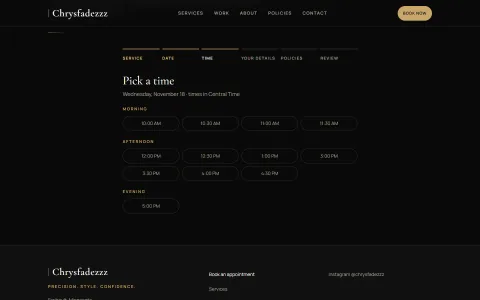 Chrysfadezzz
SERVICES WORK ABOUT POLICIES CONTACT
BOOK NOW
SERVICE DATE TIME YOUR DETAILS POLICIES REVIEW
Pick a time
Wednesday, November 18 · times in Central Time
MORNING
10:00 AM 10:30 AM 11:00 AM 11:30 AM
AFTERNOON
12:00 PM 12:30 PM 1:00 PM 3:00 PM
3:30 PM 4:00 PM 4:30 PM
EVENING
5:00 PM
Chrysfadezzz
PRECISION. STYLE. CONFIDENCE.
Book an appointment
Services
Instagram @chrysfadezzz